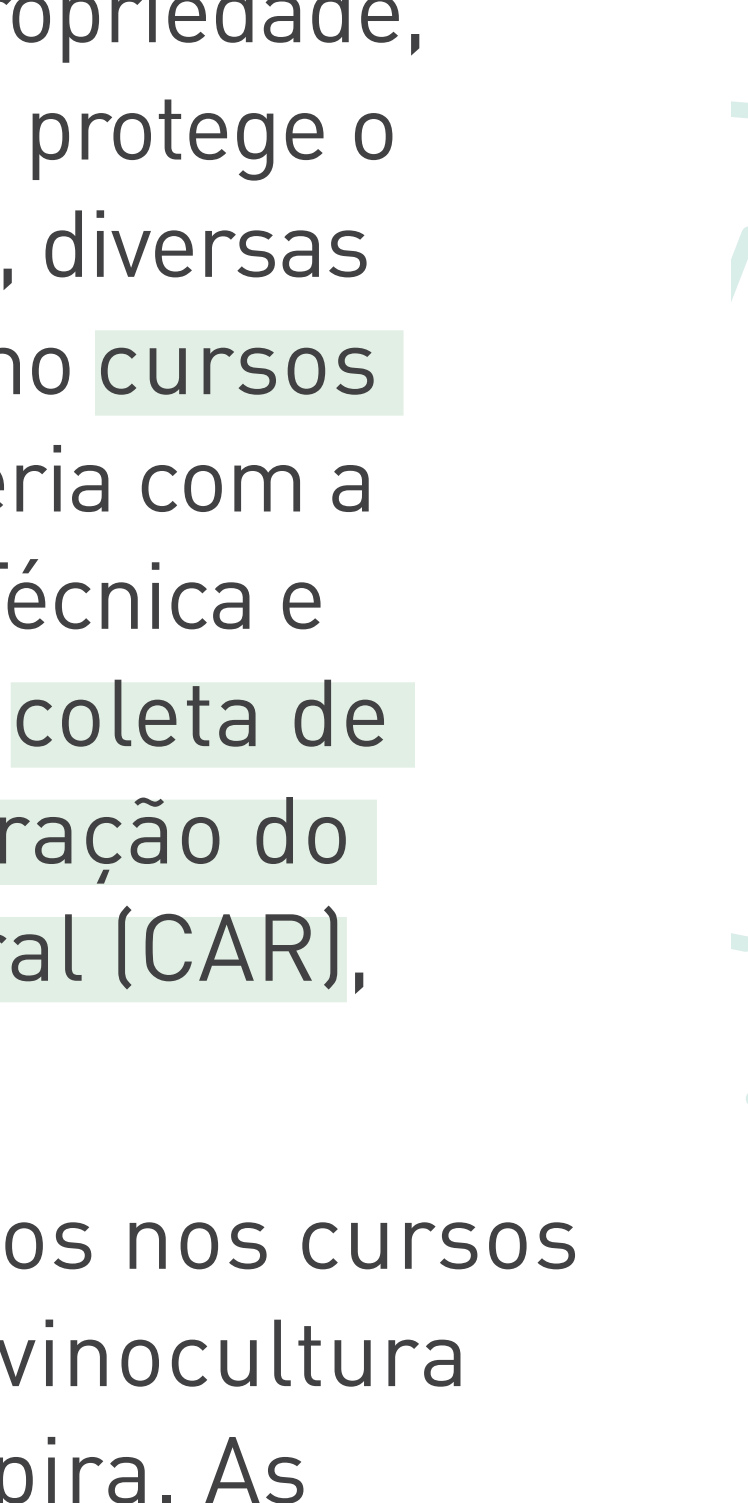 ropriedade,
protege o
, diversas
no cursos
eria com a
Técnica e
coleta de
ração do
ral (CAR),
os nos cursos
vinocultura
pira. As